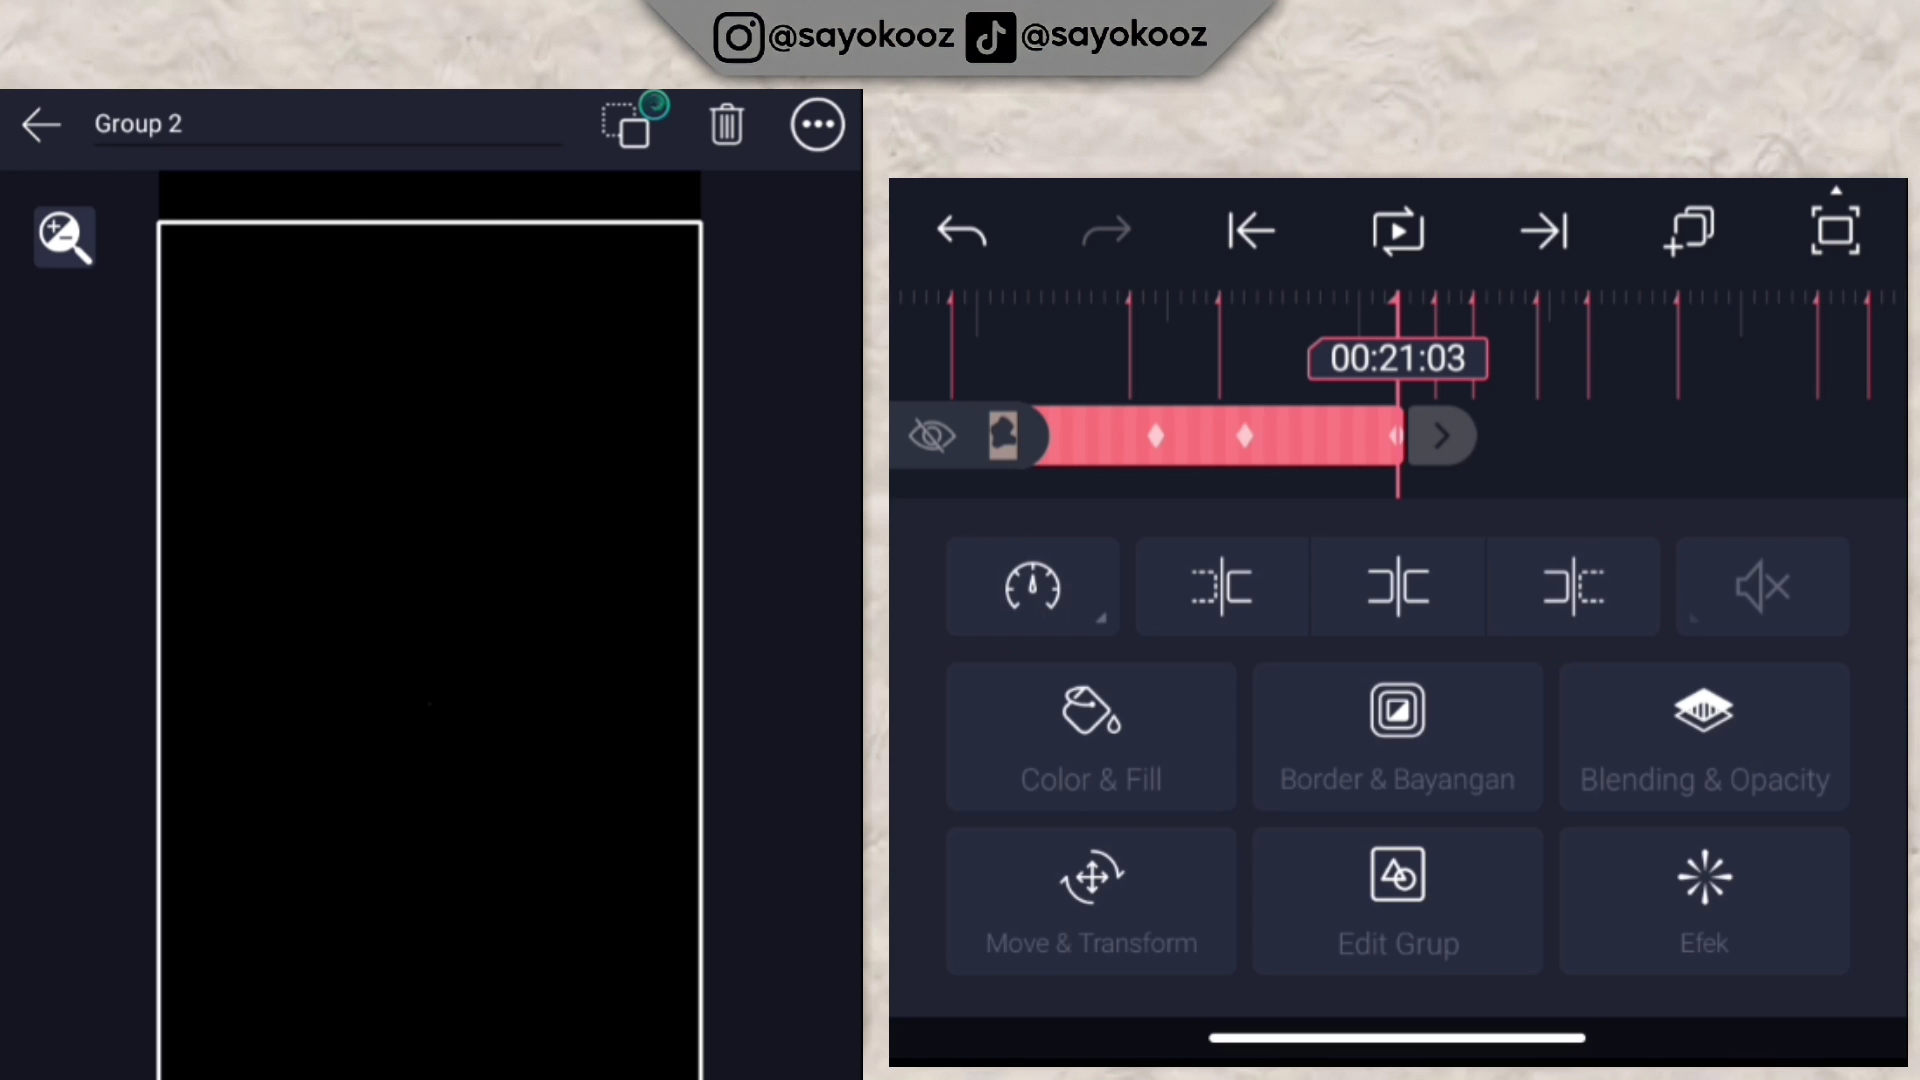 @sayokooz @sayokooz
Group 2
00:21:03
Color & Fill
Border & Bayangan
Blending & Opacity
Move & Transform
Edit Grup
Efek